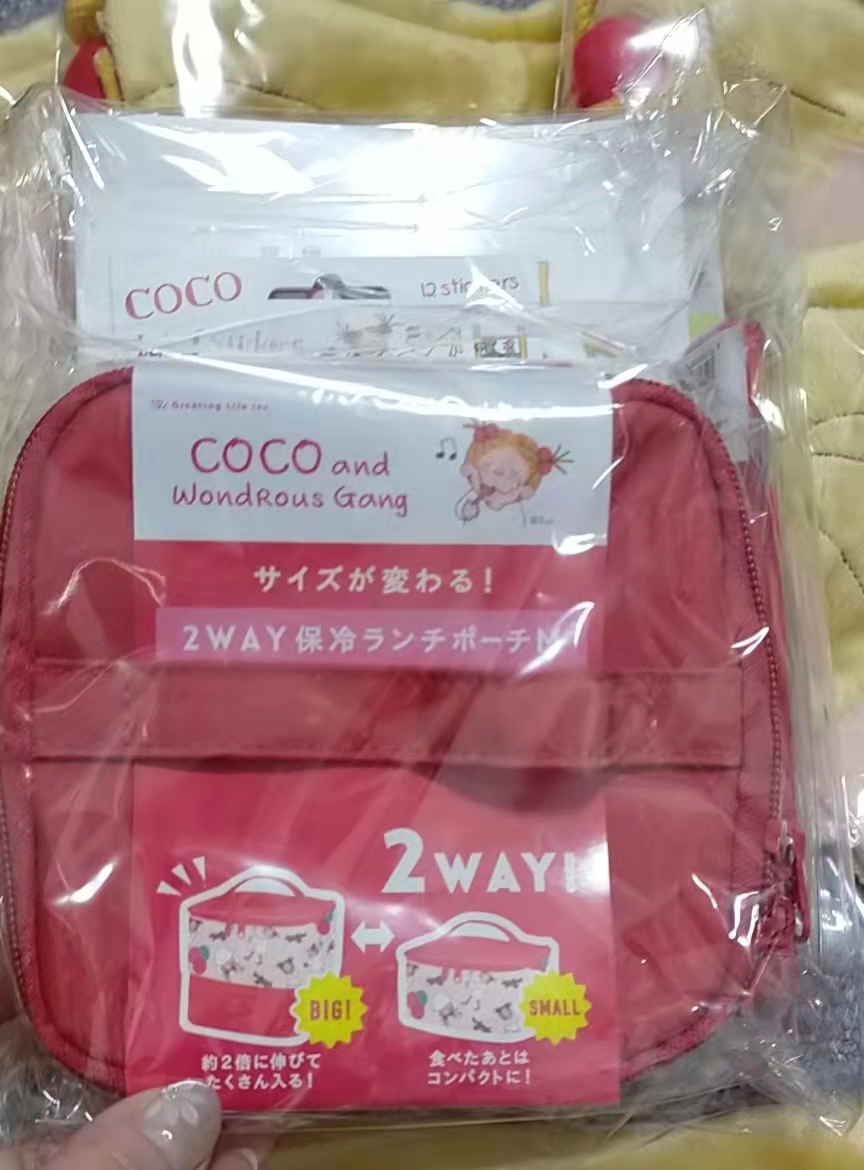 COCO
12 stickers
Stickers
Creating Life Inc
COCO and
WondRous Gang
サイズが変わる!
2WAY保冷ランチポーチM
2WAY!
BIG!
SMALL
約2倍に伸びて
たくさん入る!
食べたあとは
コンパクトに!